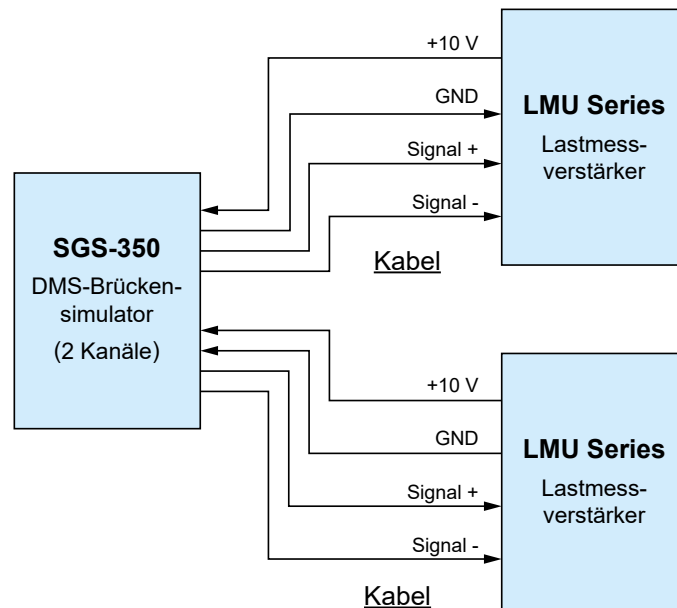 +10 V
GND
Signal +
Signal -
Kabel
LMU Series
Lastmess-
verstärker
SGS-350
DMS-Brücken-
simulator
(2 Kanäle)
+10 V
GND
Signal +
Signal -
Kabel
LMU Series
Lastmess-
verstärker